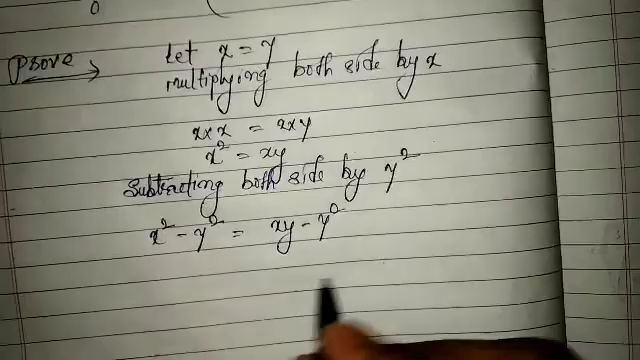 Prove → let x = y
multiplying both side by x
x×x = x×y
x² = xy
Subtracting both side by y²
x² - y² = xy - y²